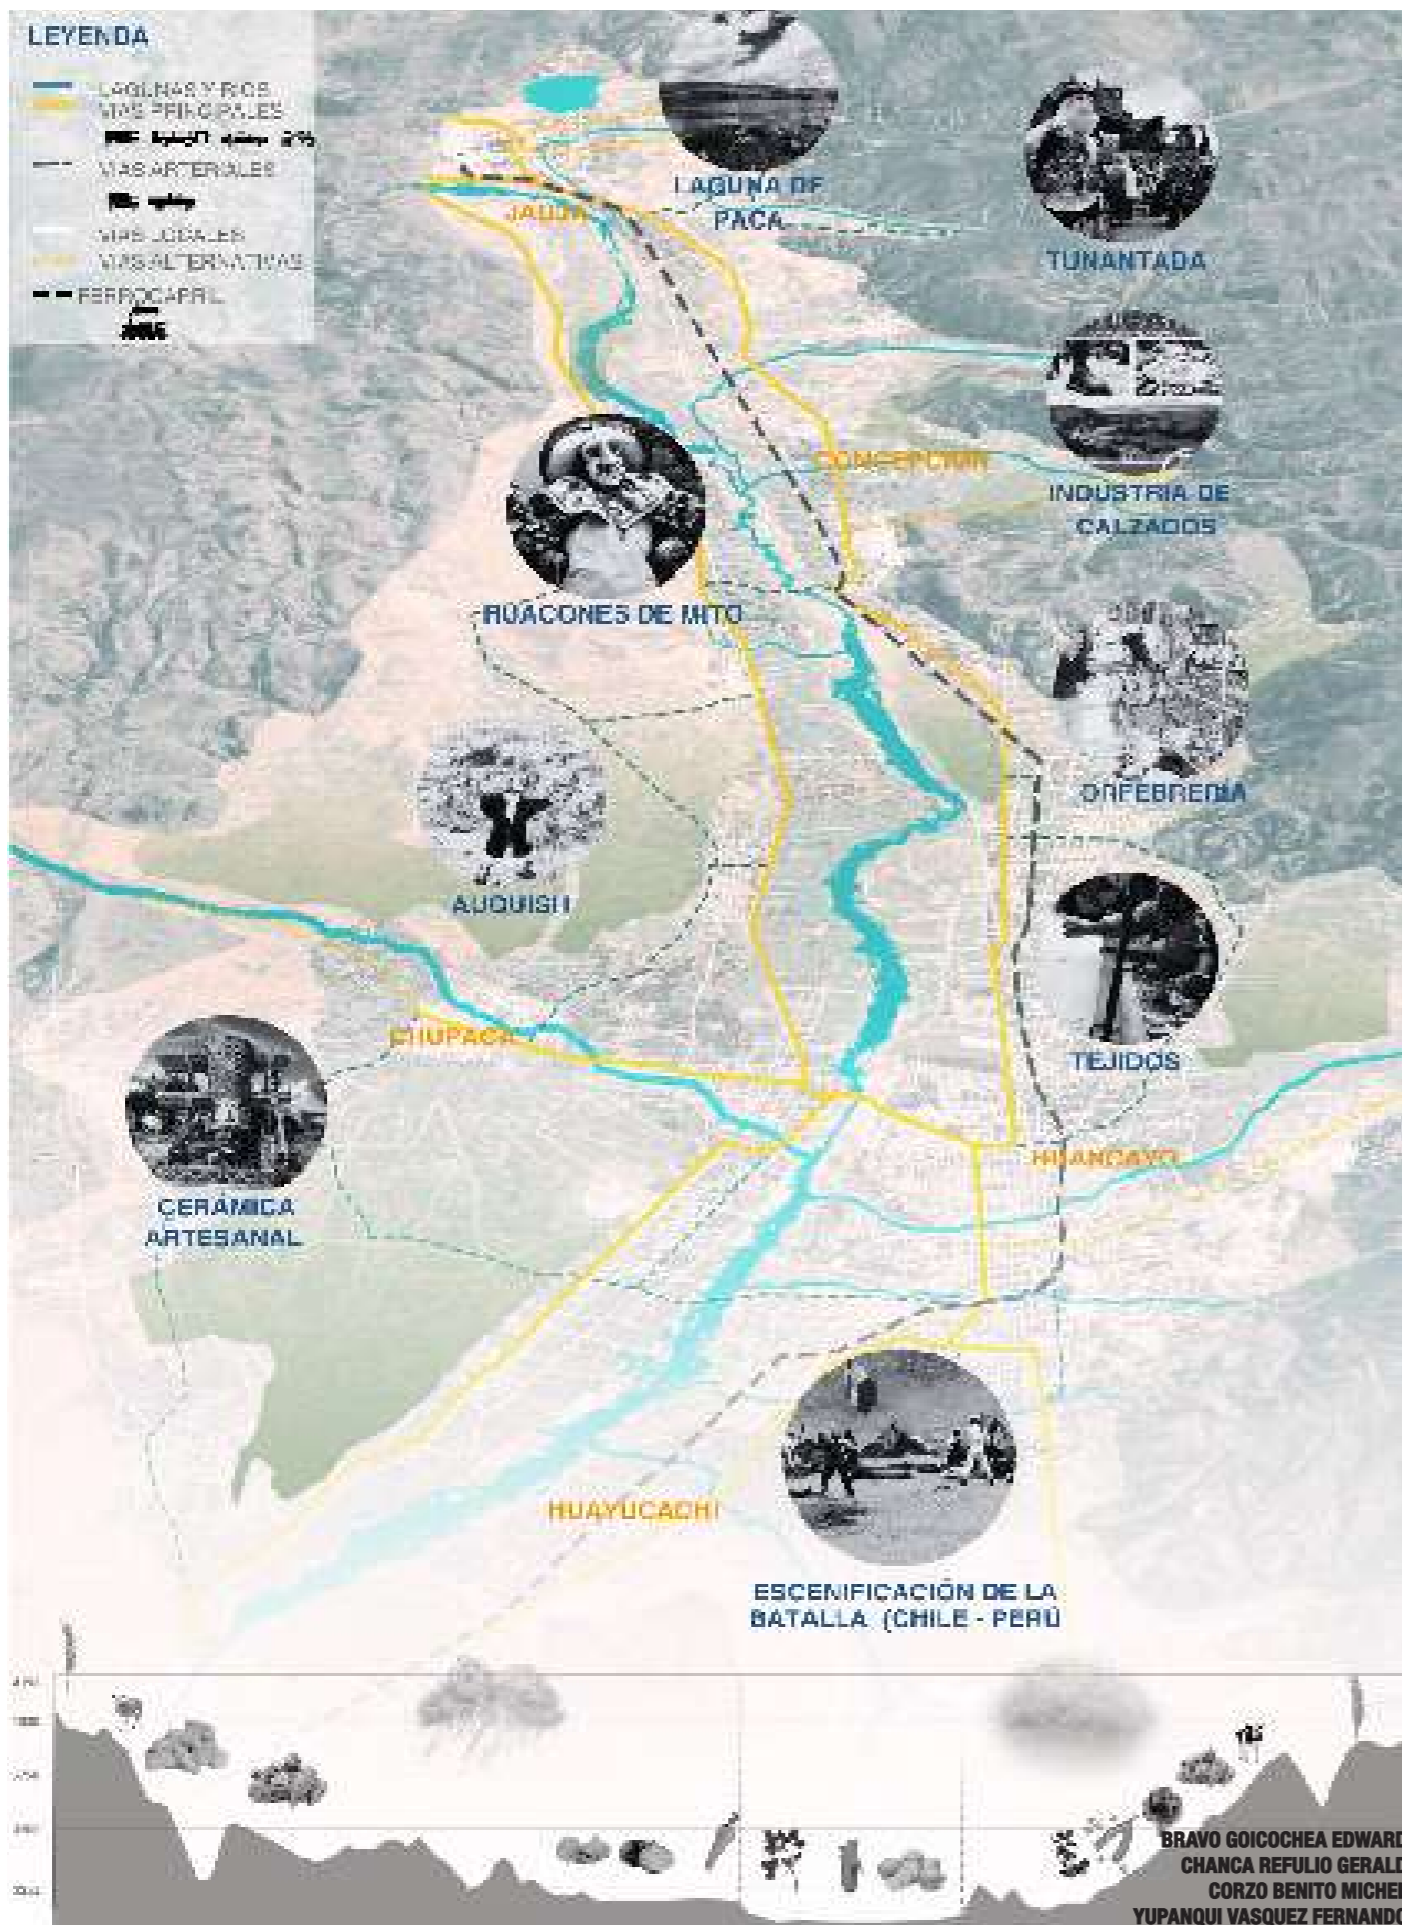 LEYENDA
LAGUNAS Y RIOS
VIAS PRINCIPALES
VIAS ARTERIALES
VIAS LOCALES
VIAS ALTERNATIVAS
FERROCARRIL
LAGUNA DE
PACA
TUNANTADA
JAUJA
INDUSTRIA DE
CALZADOS
CONCEPCION
HUACONES DE MITO
ORFEBRERIA
AUQUISH
CHUPACA
TEJIDOS
HUANCAYO
CERÁMICA
ARTESANAL
HUAYUCACHI
ESCENIFICACIÓN DE LA
BATALLA (CHILE - PERÚ
BRAVO GOICOCHEA EDWARD
CHANCA REFULIO GERALD
CORZO BENITO MICHEL
YUPANQUI VASQUEZ FERNANDO